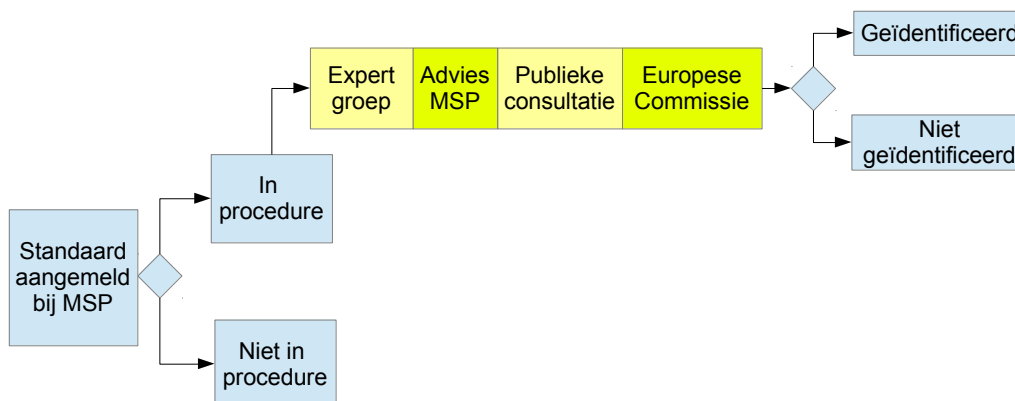 Standaard
aangemeld
bij MSP
In
procedure
Niet in
procedure
Expert
groep
Advies
MSP
Publieke
consultatie
Europese
Commissie
Geïdentificeerd
Niet
geïdentificeerd